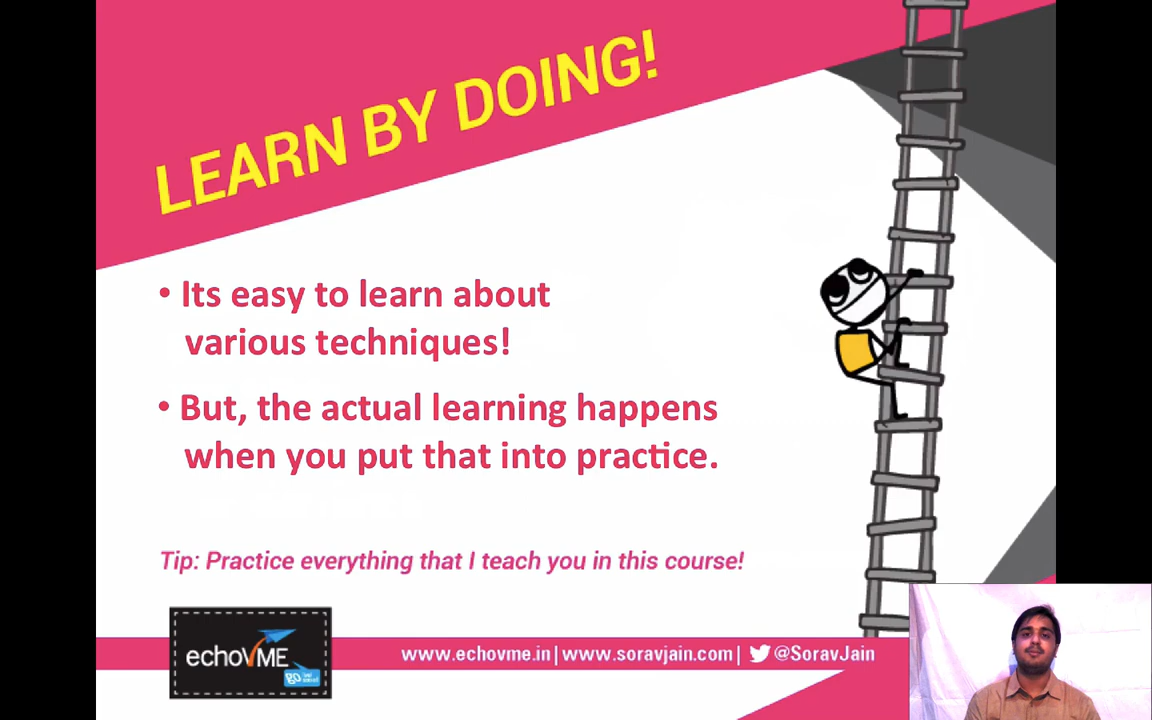 LEARN BY DOING!
• Its easy to learn about
various techniques!
• But, the actual learning happens
when you put that into practice.
Tip: Practice everything that I teach you in this course!
echoVME
go
www.echovme.in|www.soravjain.com| @SoravJain